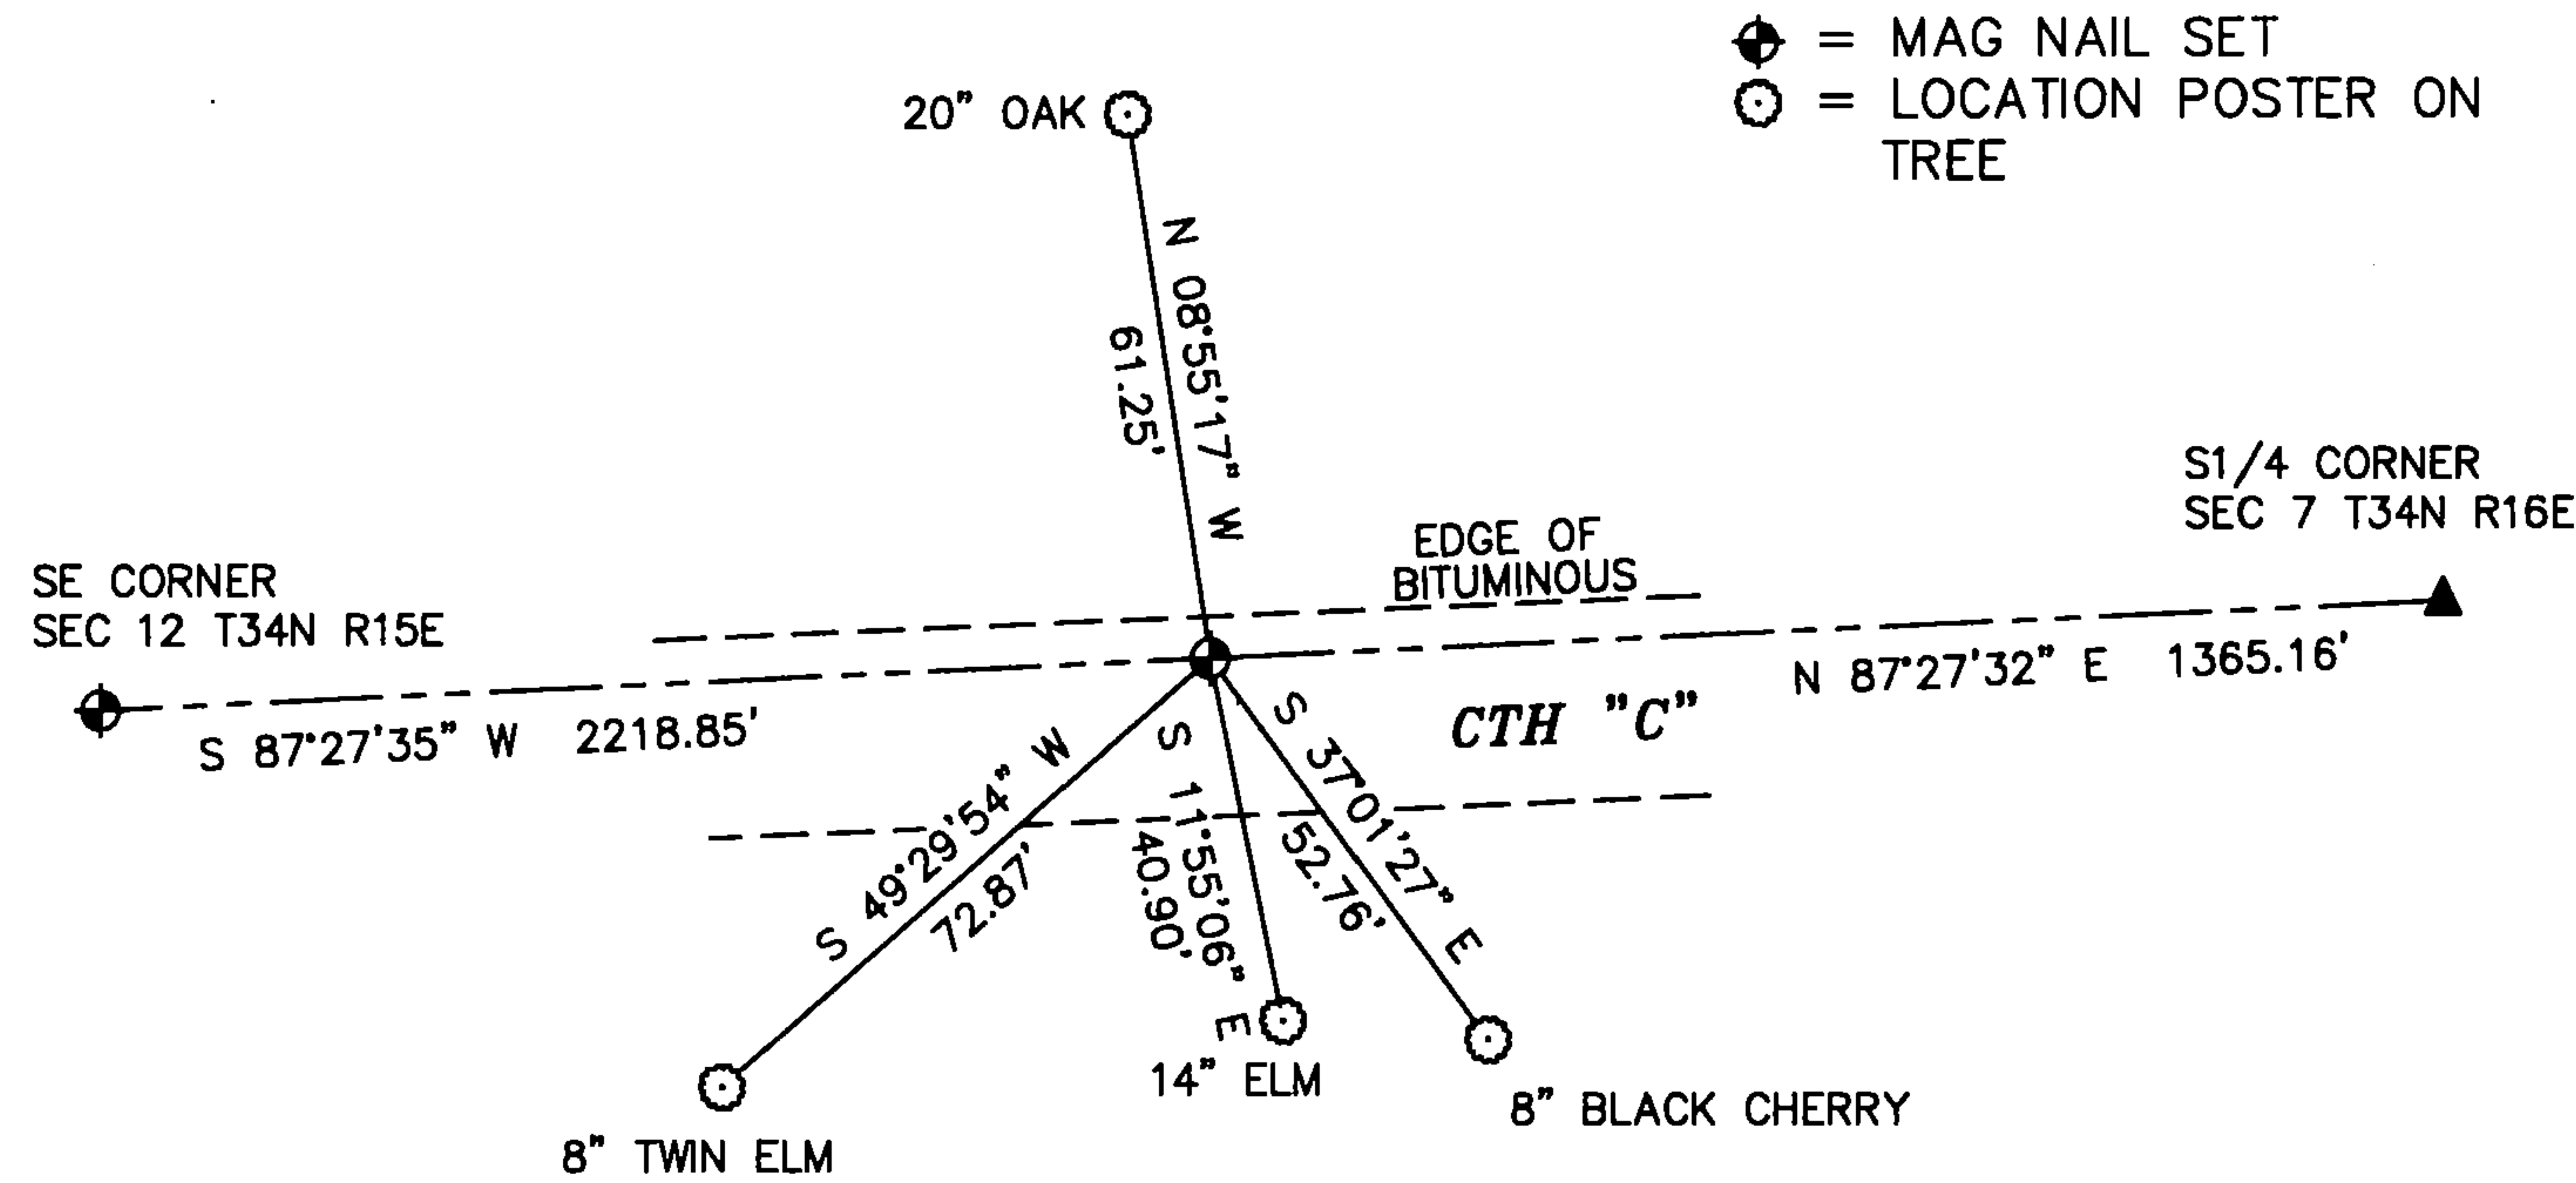 = MAG NAIL SET
= LOCATION POSTER ON
TREE
20" OAK
N 08°55'17" W
61.25'
S1/4 CORNER
SEC 7 T34N R16E
EDGE OF
BITUMINOUS
SE CORNER
SEC 12 T34N R15E
N 87°27'32" E 1365.16'
S 87°27'35" W 2218.85'
CTH "C"
S 49°29'54" W
72.87'
S 11°55'06" E
40.90'
S 37°01'27" E
52.76'
14" ELM
8" BLACK CHERRY
8" TWIN ELM